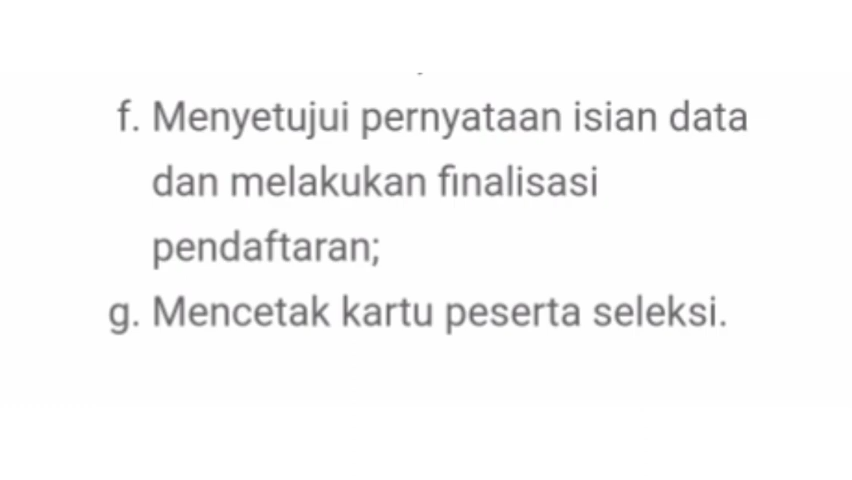 f. Menyetujui pernyataan isian data
dan melakukan finalisasi
pendaftaran;
g. Mencetak kartu peserta seleksi.